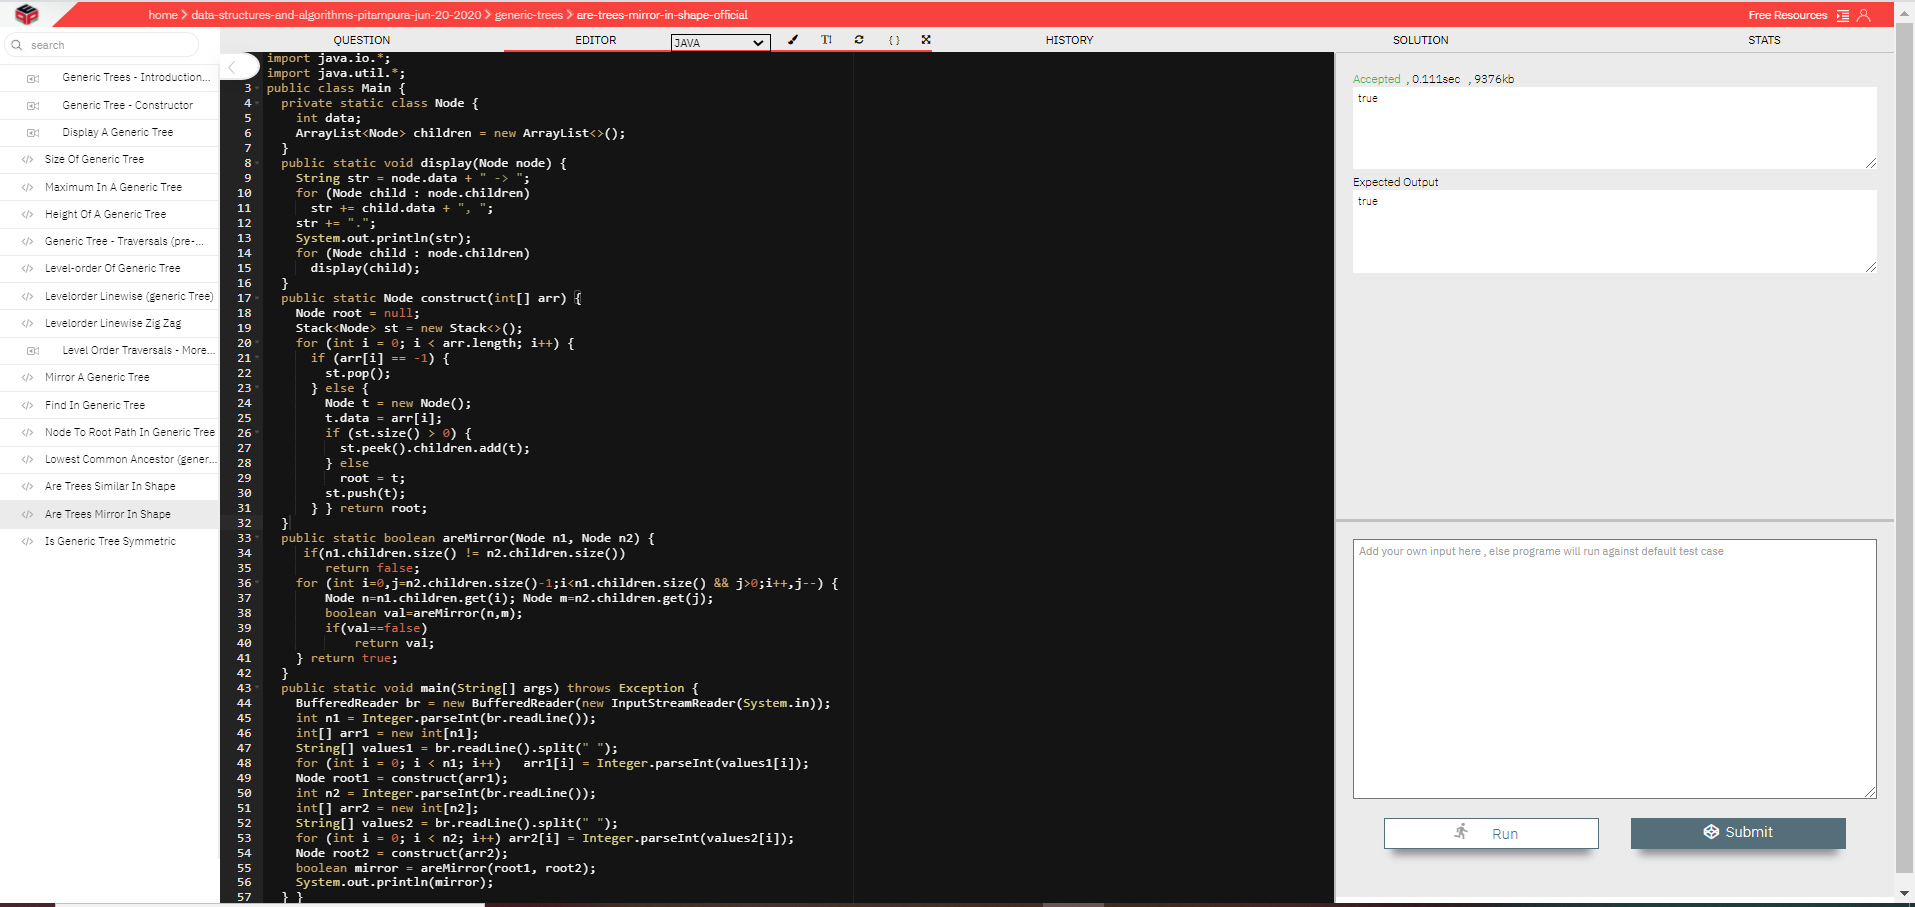 home > data-structures-and-algorithms-pitampura-jun-20-2020 > generic-trees > are-trees-mirror-in-shape-official
Free Resources
search
QUESTION
EDITOR
JAVA
HISTORY
SOLUTION
STATS
Generic Trees - Introduction...
Generic Tree - Constructor
Display A Generic Tree
Size Of Generic Tree
Maximum In A Generic Tree
Height Of A Generic Tree
Generic Tree - Traversals (pre-...
Level-order Of Generic Tree
Levelorder Linewise (generic Tree)
Levelorder Linewise Zig Zag
Level Order Traversals - More...
Mirror A Generic Tree
Find In Generic Tree
Node To Root Path In Generic Tree
Lowest Common Ancestor (gener...
Are Trees Similar In Shape
Are Trees Mirror In Shape
Is Generic Tree Symmetric
import java.io.*;
import java.util.*;
3 public class Main {
4 private static class Node {
5 int data;
6 ArrayList<Node> children = new ArrayList<>();
7 }
8 public static void display(Node node) {
9 String str = node.data + " -> ";
10 for (Node child : node.children)
11 str += child.data + ", ";
12 str += ".";
13 System.out.println(str);
14 for (Node child : node.children)
15 display(child);
16 }
17 public static Node construct(int[] arr) {
18 Node root = null;
19 Stack<Node> st = new Stack<>();
20 for (int i = 0; i < arr.length; i++) {
21 if (arr[i] == -1) {
22 st.pop();
23 } else {
24 Node t = new Node();
25 t.data = arr[i];
26 if (st.size() > 0) {
27 st.peek().children.add(t);
28 } else
29 root = t;
30 st.push(t);
31 } } return root;
32 }
33 public static boolean areMirror(Node n1, Node n2) {
34 if(n1.children.size() != n2.children.size())
35 return false;
36 for (int i=0,j=n2.children.size()-1;i<n1.children.size() && j>0;i++,j--) {
37 Node n=n1.children.get(i); Node m=n2.children.get(j);
38 boolean val=areMirror(n,m);
39 if(val==false)
40 return val;
41 } return true;
42 }
43 public static void main(String[] args) throws Exception {
44 BufferedReader br = new BufferedReader(new InputStreamReader(System.in));
45 int n1 = Integer.parseInt(br.readLine());
46 int[] arr1 = new int[n1];
47 String[] values1 = br.readLine().split(" ");
48 for (int i = 0; i < n1; i++) arr1[i] = Integer.parseInt(values1[i]);
49 Node root1 = construct(arr1);
50 int n2 = Integer.parseInt(br.readLine());
51 int[] arr2 = new int[n2];
52 String[] values2 = br.readLine().split(" ");
53 for (int i = 0; i < n2; i++) arr2[i] = Integer.parseInt(values2[i]);
54 Node root2 = construct(arr2);
55 boolean mirror = areMirror(root1, root2);
56 System.out.println(mirror);
57 } }
Accepted , 0.111sec , 9376kb
true
Expected Output
true
Add your own input here , else programe will run against default test case
Run
Submit